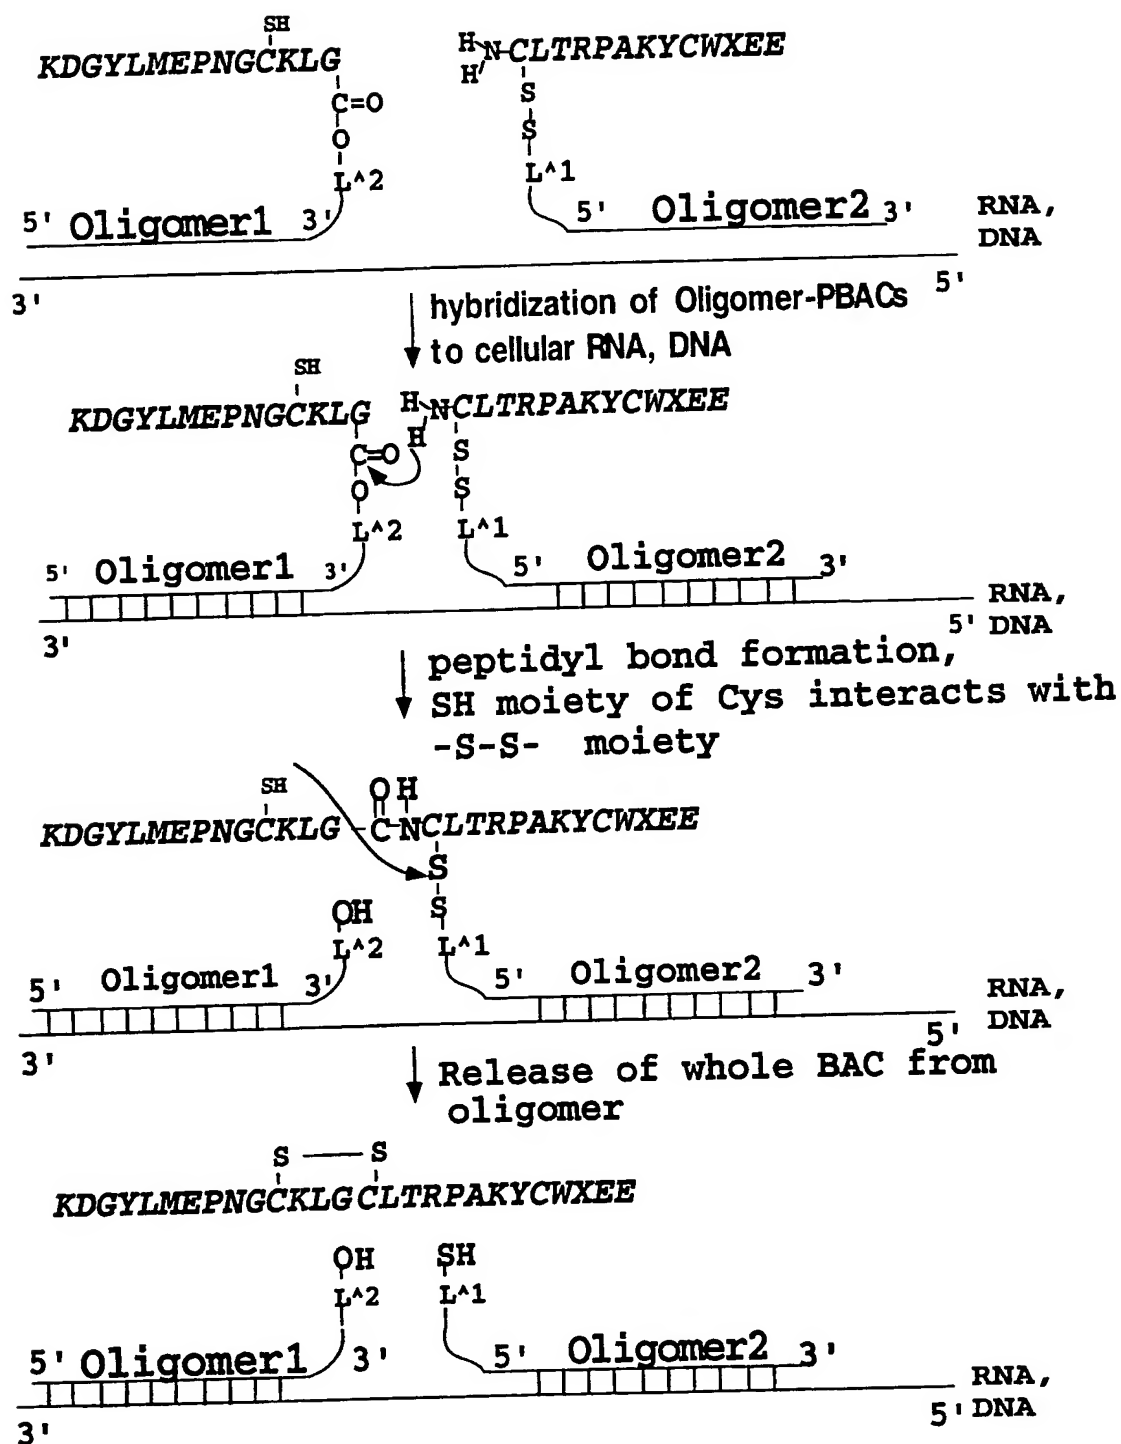 SH
KDGYLMEPNGCKLG
H
N-CLTRPAKYCWXEE
H
C=O
S
O
S
L^2
L^1
5' Oligomer1 3'
5' Oligomer2 3'
RNA,
DNA
3'
5'
hybridization of Oligomer-PBACs
to cellular RNA, DNA
SH
KDGYLMEPNGCKLG
H
NCLTRPAKYCWXEE
H
C=O
S
O
S
L^2
L^1
5' Oligomer1 3'
5' Oligomer2 3'
RNA,
3'
5' DNA
peptidyl bond formation,
SH moiety of Cys interacts with
-S-S- moiety
SH
O H
KDGYLMEPNGCKLG -C-NCLTRPAKYCWXEE
S
S
OH
L^2
L^1
5' Oligomer1 3'
5' Oligomer2 3'
RNA,
DNA
3'
5'
Release of whole BAC from
oligomer
S — S
KDGYLMEPNGCKLGCLTRPAKYCWXEE
OH
SH
L^2
L^1
5' Oligomer1 3'
5' Oligomer2 3'
RNA,
3'
5' DNA